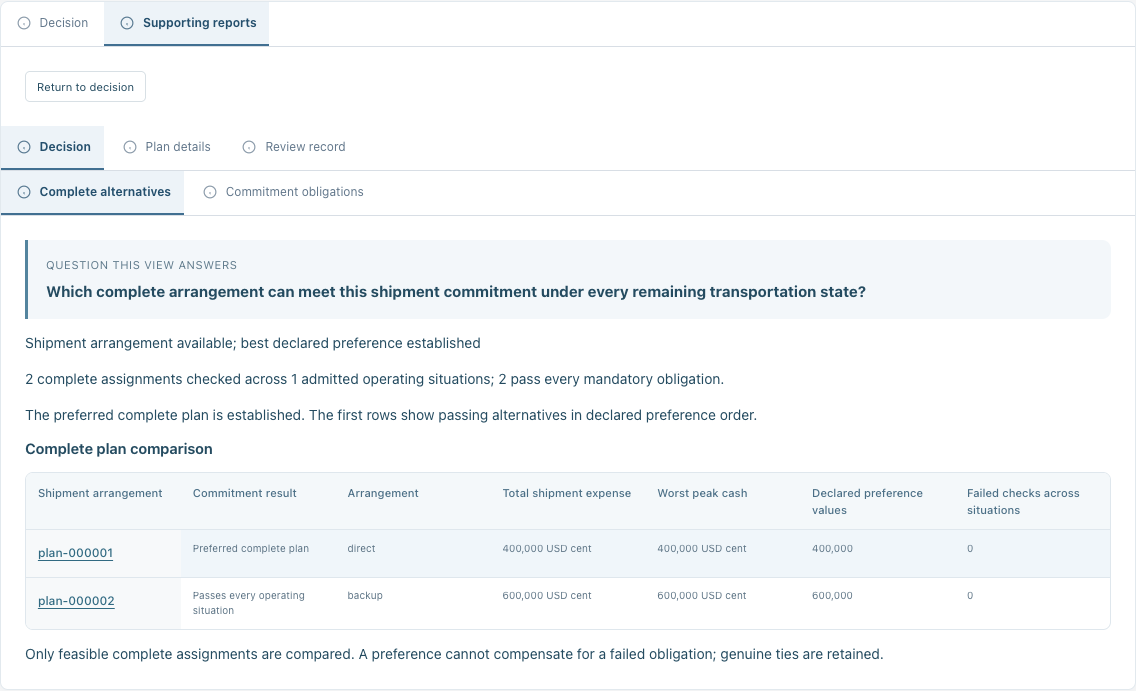 Decision
Supporting reports
Return to decision
Decision
Plan details
Review record
Complete alternatives
Commitment obligations
QUESTION THIS VIEW ANSWERS
Which complete arrangement can meet this shipment commitment under every remaining transportation state?
Shipment arrangement available; best declared preference established
2 complete assignments checked across 1 admitted operating situations; 2 pass every mandatory obligation.
The preferred complete plan is established. The first rows show passing alternatives in declared preference order.
Complete plan comparison
Shipment arrangement
Certificate result
Arrangement
Total shipment expense
Worst peak cash
Declared preference
values
Failed checks across
situations
plan-000001
Preferred complete plan
direct
400,000 USD cent
400,000 USD cent
400,000
0
plan-000002
Passes every operating
situation
backup
600,000 USD cent
600,000 USD cent
600,000
0
Only feasible complete assignments are compared. A preference cannot compensate for a failed obligation; genuine ties are retained.